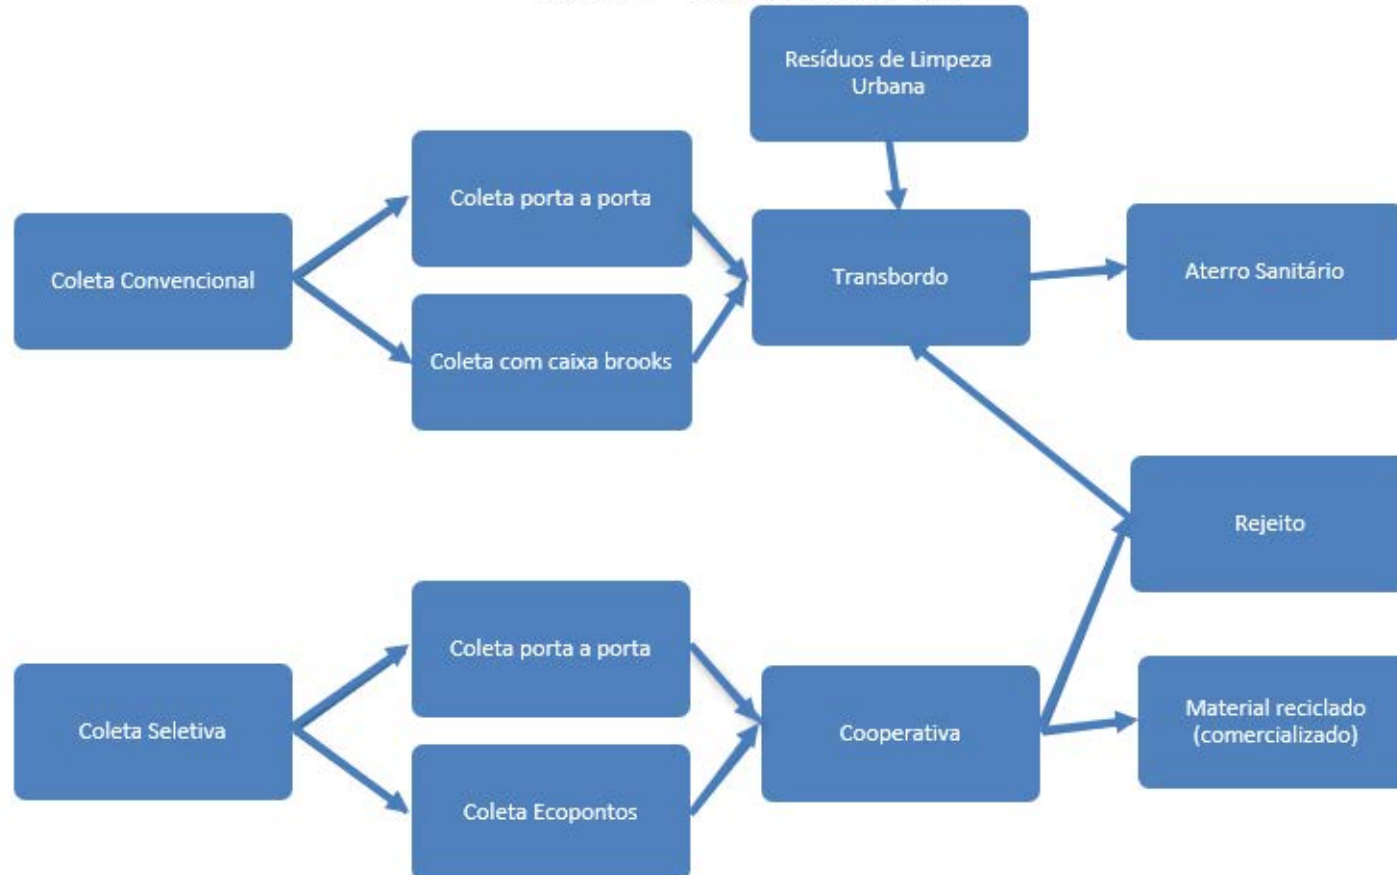 Resíduos de Limpeza
Urbana
Coleta porta a porta
Coleta Convencional
Transbordo
Aterro Sanitário
Coleta com caixa brooks
Rejeito
Coleta porta a porta
Coleta Seletiva
Cooperativa
Material reciclado
(comercializado)
Coleta Ecopontos